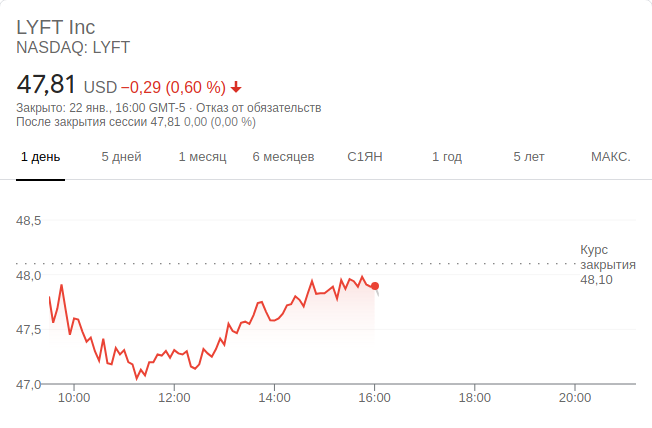 LYFT Inc
NASDAQ: LYFT
47,81 USD −0,29 (0,60 %)
Закрыто: 22 янв., 16:00 GMT-5 · Отказ от обязательств
После закрытия сессии 47,81 0,00 (0,00 %)
1 день 5 дней 1 месяц 6 месяцев С1ЯН 1 год 5 лет МАКС.
48,5
Курс
закрытия
48,10
48,0
47,5
47,0
10:00 12:00 14:00 16:00 18:00 20:00